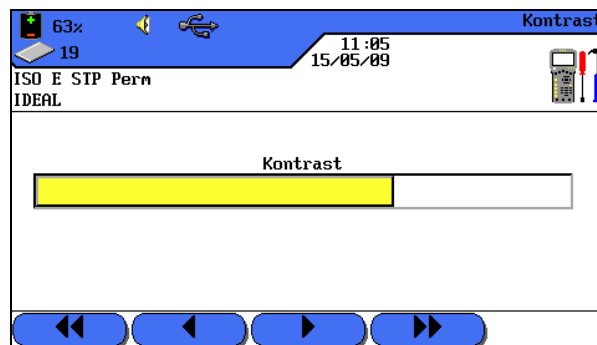 63%
Kontrast
19
11:05
15/05/09
ISO E STP Perm
IDEAL
Kontrast